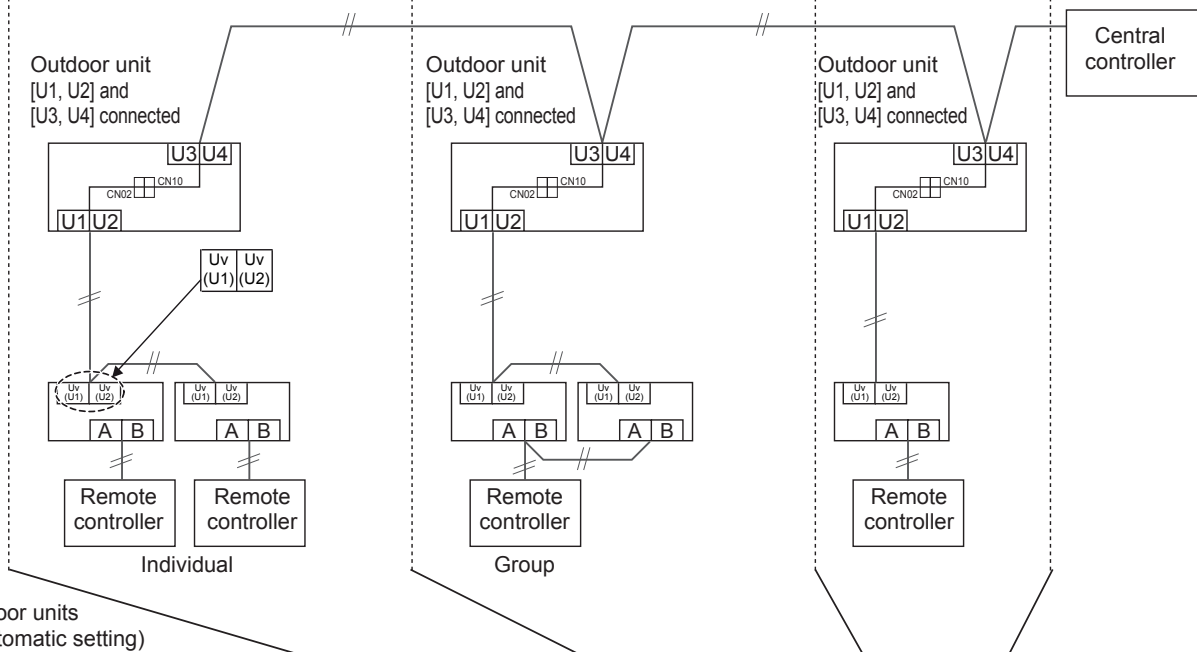 Central
controller
Outdoor unit
[U1, U2] and
[U3, U4] connected
Outdoor unit
[U1, U2] and
[U3, U4] connected
Outdoor unit
[U1, U2] and
[U3, U4] connected
U3 U4
CN10
CN02
U1 U2
U3 U4
CN10
CN02
U1 U2
U3 U4
CN10
CN02
U1 U2
Uv Uv
(U1) (U2)
Uv Uv
(U1) (U2)
Uv Uv
(U1) (U2)
Uv Uv
(U1) (U2)
Uv Uv
(U1) (U2)
Uv Uv
(U1) (U2)
A B
A B
A B
A B
A B
Remote
controller
Remote
controller
Remote
controller
Remote
controller
Individual
Group
oor units
tomatic setting)